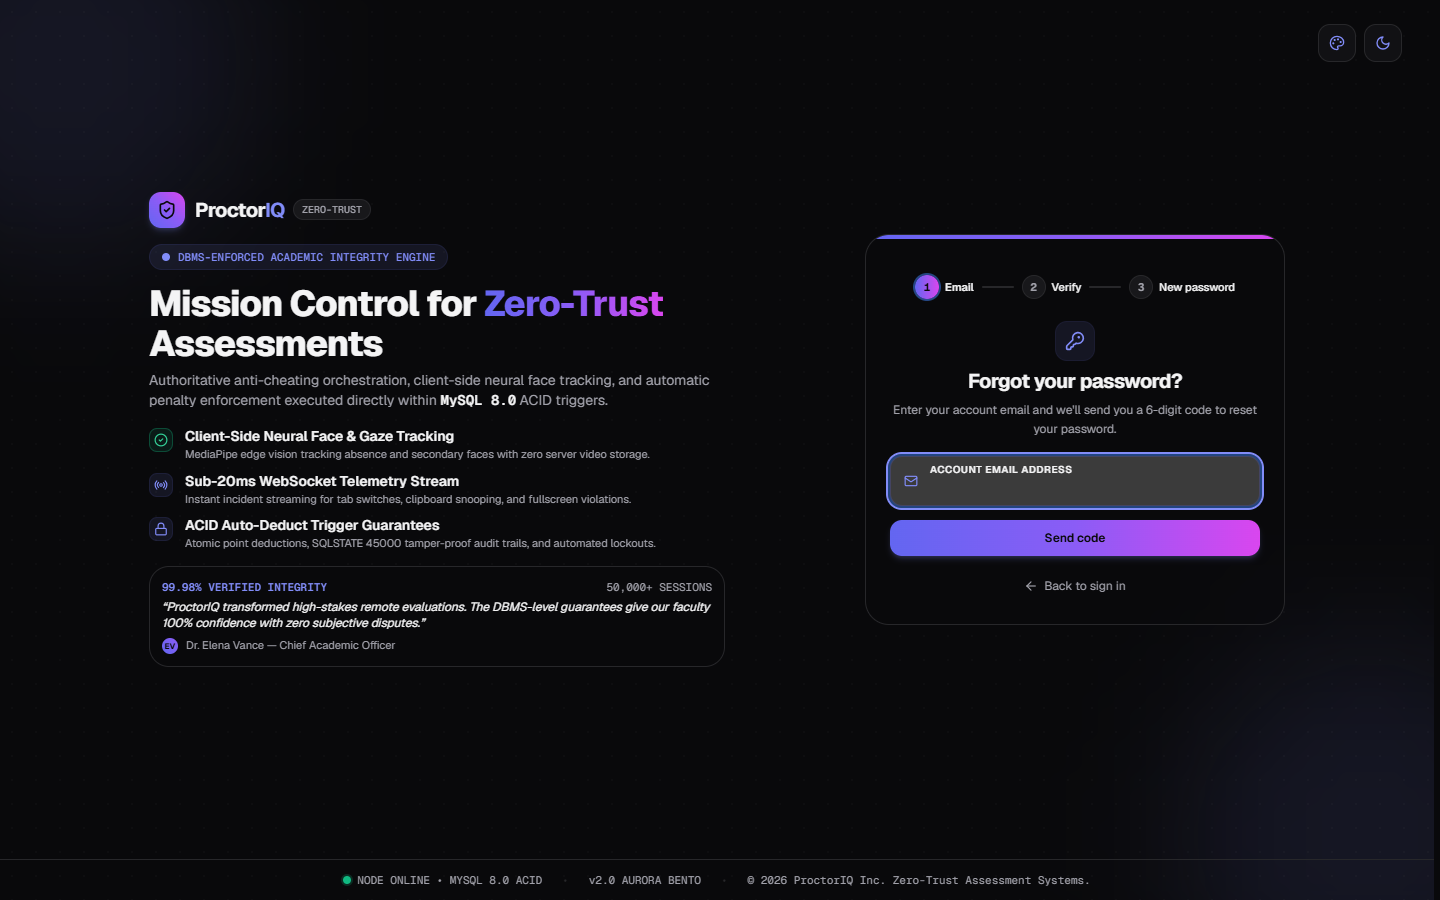 ProctorIQ ZERO-TRUST
DBMS-ENFORCED ACADEMIC INTEGRITY ENGINE
Mission Control for Zero-Trust
Assessments
Authoritative anti-cheating orchestration, client-side neural face tracking, and automatic
penalty enforcement executed directly within MySQL 8.0 ACID triggers.
Client-Side Neural Face & Gaze Tracking
MediaPipe edge vision tracking absence and secondary faces with zero server video storage.
Sub-20ms WebSocket Telemetry Stream
Instant incident streaming for tab switches, clipboard snooping, and fullscreen violations.
ACID Auto-Deduct Trigger Guarantees
Atomic point deductions, SQLSTATE 45000 tamper-proof audit trails, and automated lockouts.
99.98% VERIFIED INTEGRITY 50,000+ SESSIONS
“ProctorIQ transformed high-stakes remote evaluations. The DBMS-level guarantees give our faculty
100% confidence with zero subjective disputes.”
EV Dr. Elena Vance — Chief Academic Officer
1 Email 2 Verify 3 New password
Forgot your password?
Enter your account email and we'll send you a 6-digit code to reset
your password.
ACCOUNT EMAIL ADDRESS
Send code
← Back to sign in
NODE ONLINE • MYSQL 8.0 ACID · v2.0 AURORA BENTO · © 2026 ProctorIQ Inc. Zero-Trust Assessment Systems.